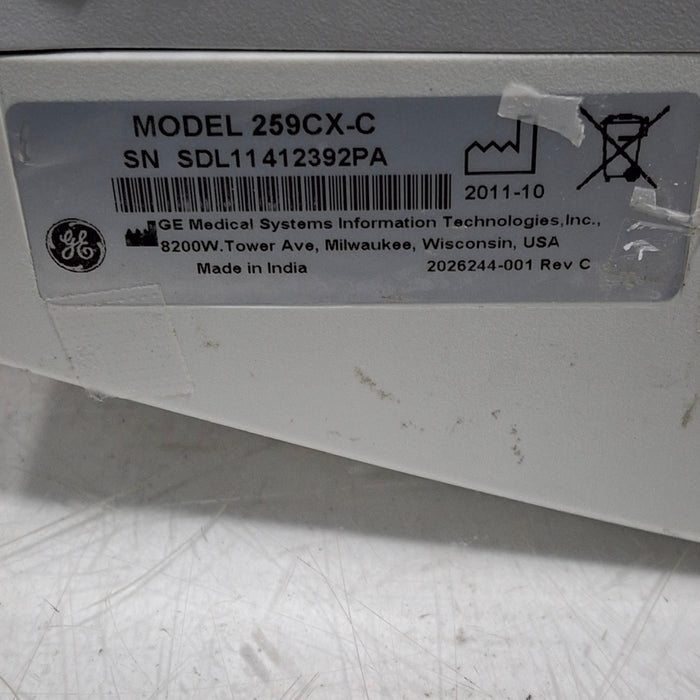 MODEL 259CX-C
SN SDL11412392PA
2011-10
GE Medical Systems Information Technologies,Inc.,
8200W.Tower Ave, Milwaukee, Wisconsin, USA
GE
Made in India
2026244-001 Rev C